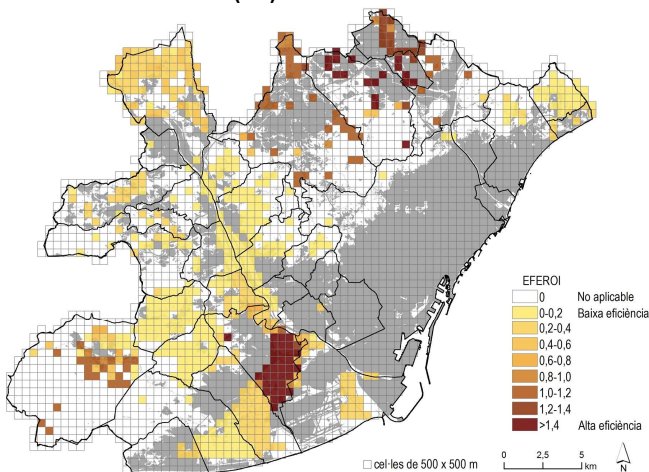 EFEROI
0 No aplicable
0-0,2 Baixa eficiència
0,2-0,4
0,4-0,6
0,6-0,8
0,8-1,0
1,0-1,2
1,2-1,4
>1,4 Alta eficiència
cel·les de 500 x 500 m
0 2,5 5
km
N